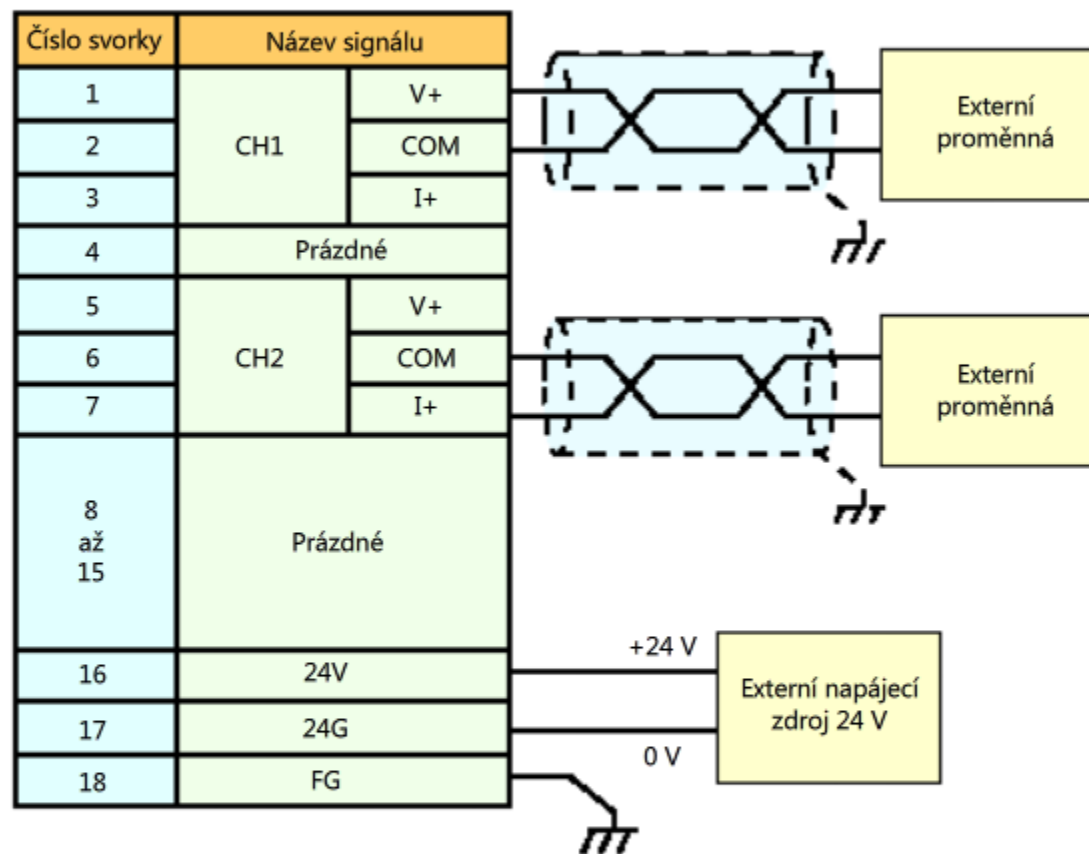 Číslo svorky Název signálu
1 CH1 V+
2 COM
3 I+
Externí
proměnná
4 Prázdné
5 CH2 V+
6 COM
7 I+
Externí
proměnná
8
až
15
Prázdné
16 24V
17 24G
18 FG
+24 V
0 V
Externí napájecí
zdroj 24 V